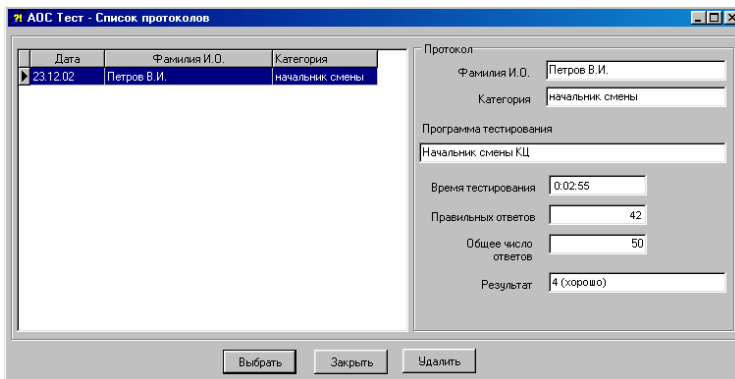 ?! АОС Тест - Список протоколов
Дата Фамилия И.О. Категория
23.12.02 Петров В.И. начальник смены
Протокол
Фамилия И.О. Петров В.И.
Категория начальник смены
Программа тестирования
Начальник смены КЦ
Время тестирования 0:02:55
Правильных ответов 42
Общее число 50
ответов
Результат 4 (хорошо)
Выбрать Закрыть Удалить